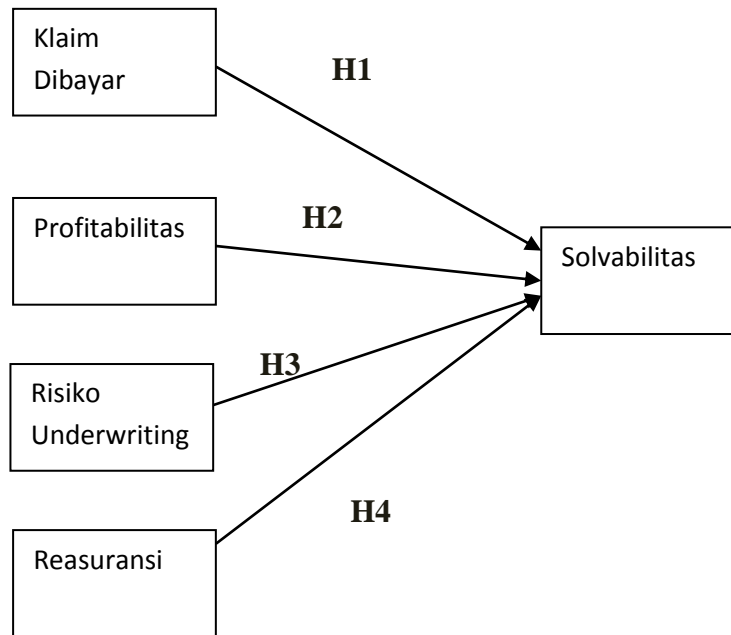 Klaim
Dibayar
H1
Profitabilitas
H2
Solvabilitas
Risiko
Underwriting
H3
Reasuransi
H4